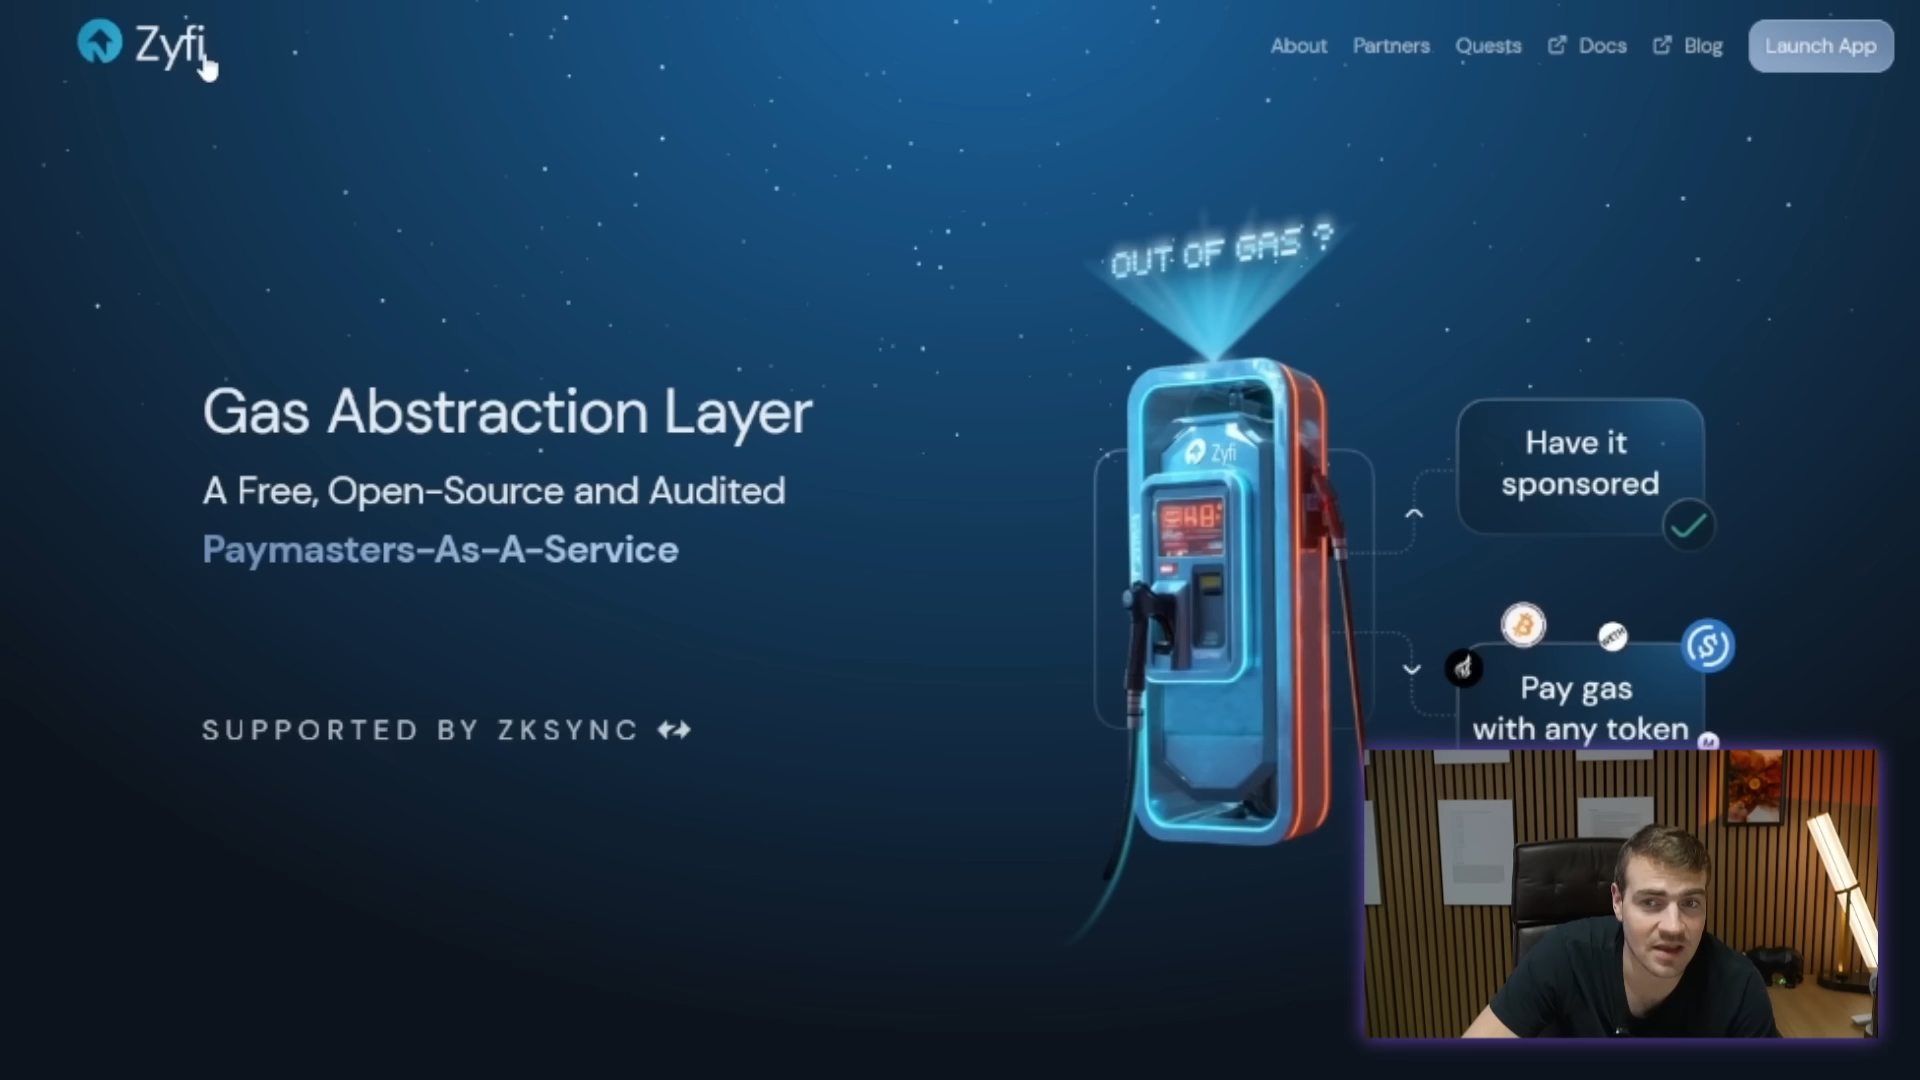 Zyfi
About
Partners
Quests
Docs
Blog
Launch App
OUT OF GAS ?
Gas Abstraction Layer
A Free, Open-Source and Audited
Paymasters-As-A-Service
SUPPORTED BY ZKSYNC
Zyfi
Have it
sponsored
WETH
Pay gas
with any token